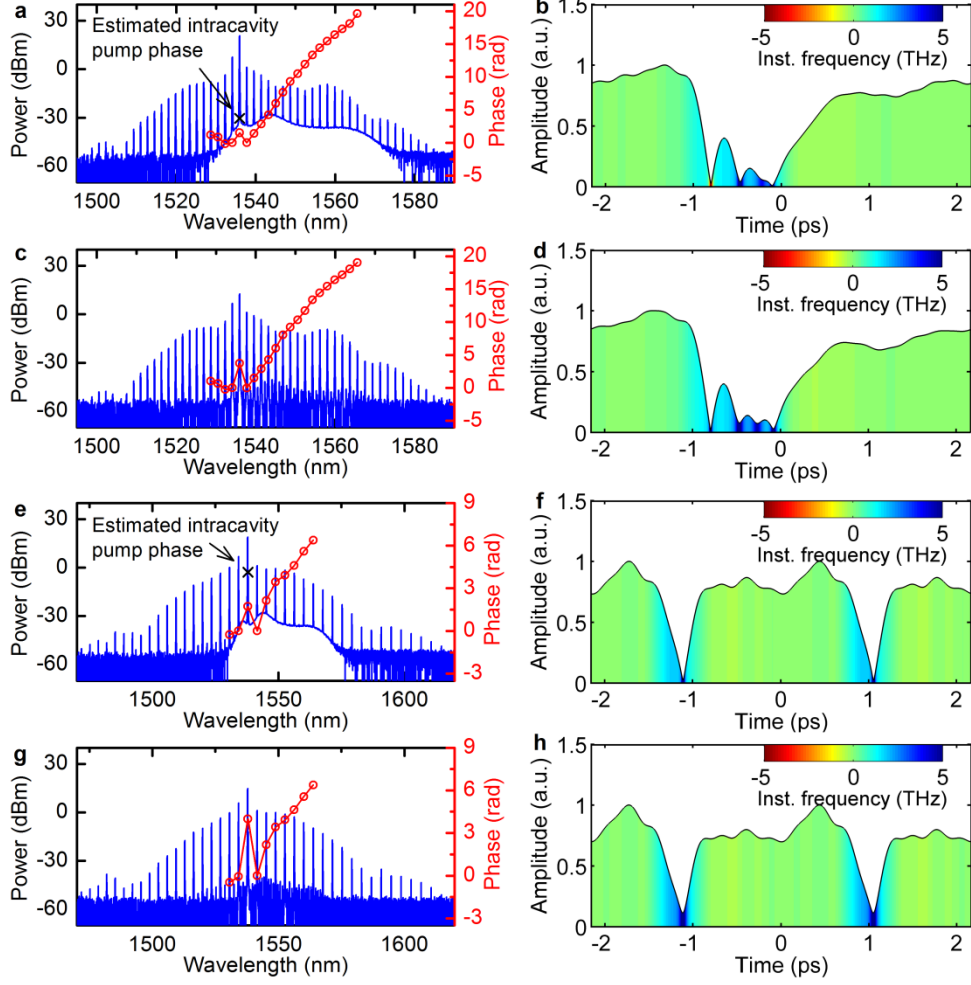 a
Power (dBm)
30
0
-30
-60
Estimated intracavity
pump phase
20
15
10
5
0
-5
Phase (rad)
1500 1520 1540 1560 1580
Wavelength (nm)
b
Amplitude (a.u.)
1.5
1
0.5
0
-5 0 5
Inst. frequency (THz)
-2 -1 0 1 2
Time (ps)
c
Power (dBm)
30
0
-30
-60
20
15
10
5
0
-5
Phase (rad)
1500 1520 1540 1560 1580
Wavelength (nm)
d
Amplitude (a.u.)
1.5
1
0.5
0
-5 0 5
Inst. frequency (THz)
-2 -1 0 1 2
Time (ps)
e
Power (dBm)
30
0
-30
-60
Estimated intracavity
pump phase
9
6
3
0
-3
Phase (rad)
1500 1550 1600
Wavelength (nm)
f
Amplitude (a.u.)
1.5
1
0.5
0
-5 0 5
Inst. frequency (THz)
-2 -1 0 1 2
Time (ps)
g
Power (dBm)
30
0
-30
-60
9
6
3
0
-3
Phase (rad)
1500 1550 1600
Wavelength (nm)
h
Amplitude (a.u.)
1.5
1
0.5
0
-5 0 5
Inst. frequency (THz)
-2 -1 0 1 2
Time (ps)